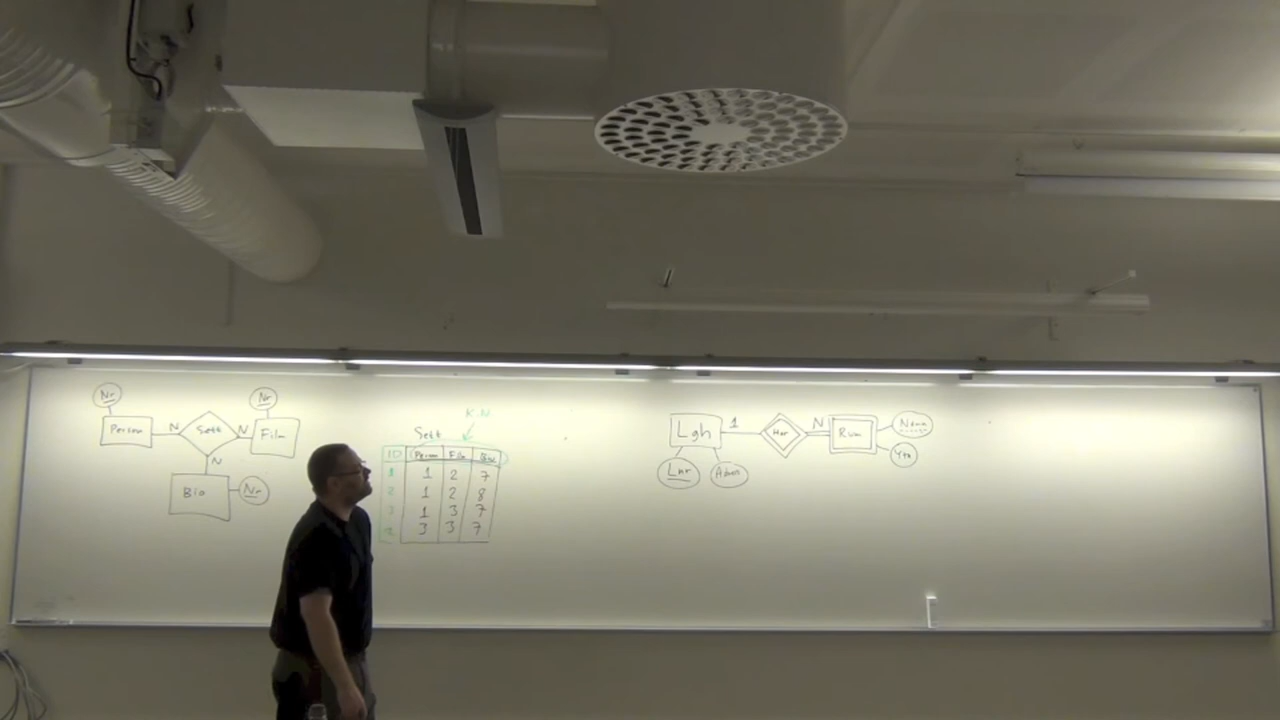 Nr
Person
N
Sett
N
Nr
Film
N
Bio
Nr
K.N.
Sett
ID Person Film Bio
1 1 2 7
2 1 2 8
3 1 3 7
4 3 3 7
Lgh
1
Har
N
Rum
Lnr
Namn
Yta